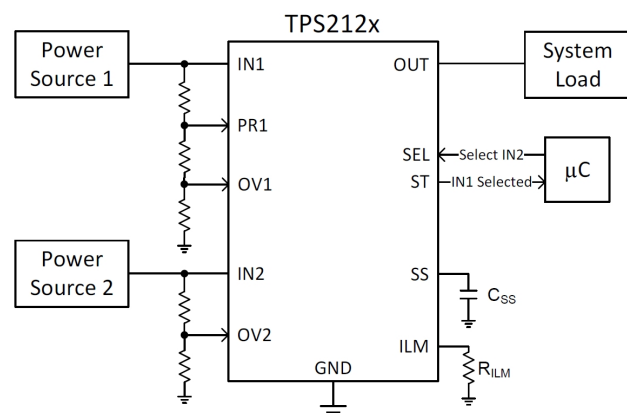 TPS212x
Power
Source 1
IN1
PR1
OV1
Power
Source 2
IN2
OV2
GND
OUT
SEL
ST
SS
ILM
System
Load
Select IN2
IN1 Selected
µC
CSS
RILM